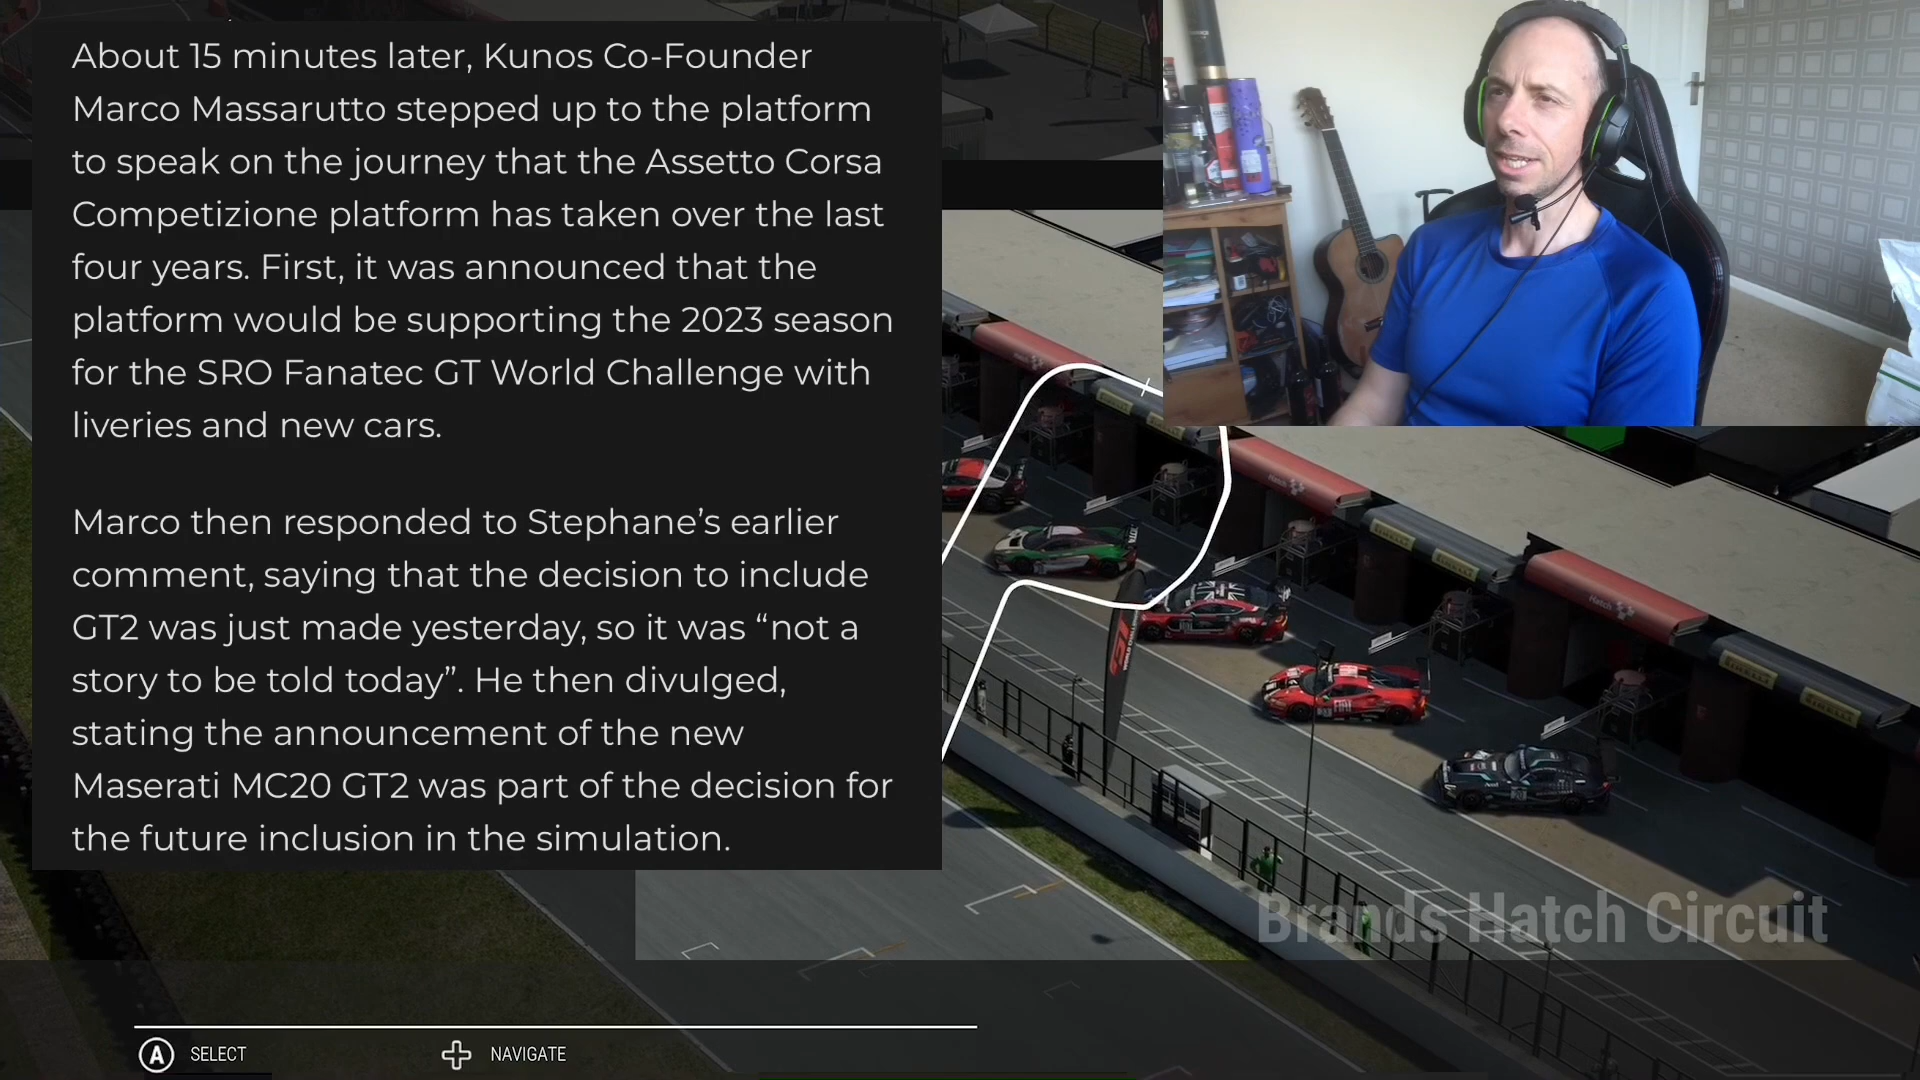 About 15 minutes later, Kunos Co-Founder
Marco Massarutto stepped up to the platform
to speak on the journey that the Assetto Corsa
Competizione platform has taken over the last
four years. First, it was announced that the
platform would be supporting the 2023 season
for the SRO Fanatec GT World Challenge with
liveries and new cars.
Marco then responded to Stephane’s earlier
comment, saying that the decision to include
GT2 was just made yesterday, so it was “not a
story to be told today”. He then divulged,
stating the announcement of the new
Maserati MC20 GT2 was part of the decision for
the future inclusion in the simulation.
Hatch
Hatch
Brands Hatch Circuit
A SELECT
NAVIGATE